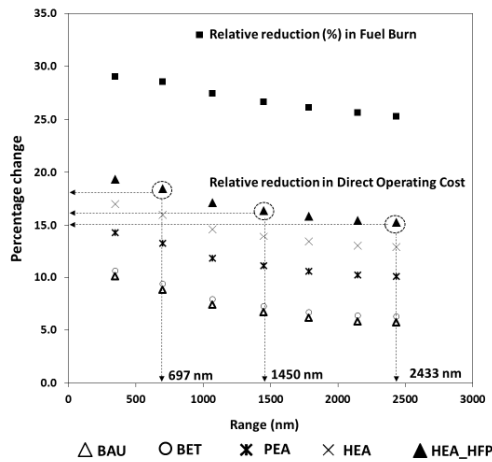 35.0
■ Relative reduction (%) in Fuel Burn
30.0
25.0
20.0
Relative reduction in Direct Operating Cost
15.0
10.0
5.0
697 nm
1450 nm
2433 nm
0.0
0
500
1000
1500
2000
2500
3000
Percentage change
Range (nm)
BAU
BET
PEA
HEA
HEA_HFP